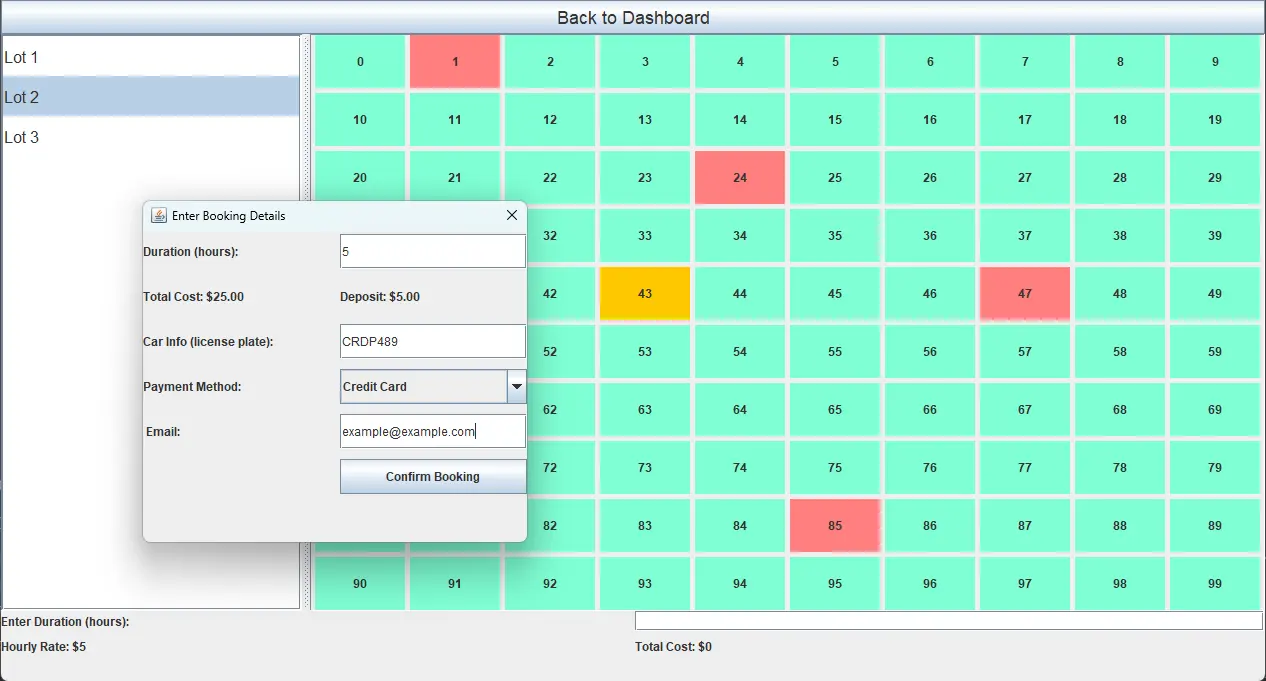 Back to Dashboard
Lot 1
Lot 2
Lot 3
0 1 2 3 4 5 6 7 8 9
10 11 12 13 14 15 16 17 18 19
20 21 22 23 24 25 26 27 28 29
32 33 34 35 36 37 38 39
42 43 44 45 46 47 48 49
52 53 54 55 56 57 58 59
62 63 64 65 66 67 68 69
72 73 74 75 76 77 78 79
82 83 84 85 86 87 88 89
90 91 92 93 94 95 96 97 98 99
Enter Booking Details
Duration (hours): 5
Total Cost: $25.00 Deposit: $5.00
Car Info (license plate): CRDP489
Payment Method: Credit Card
Email: example@example.com
Confirm Booking
Enter Duration (hours):
Hourly Rate: $5 Total Cost: $0